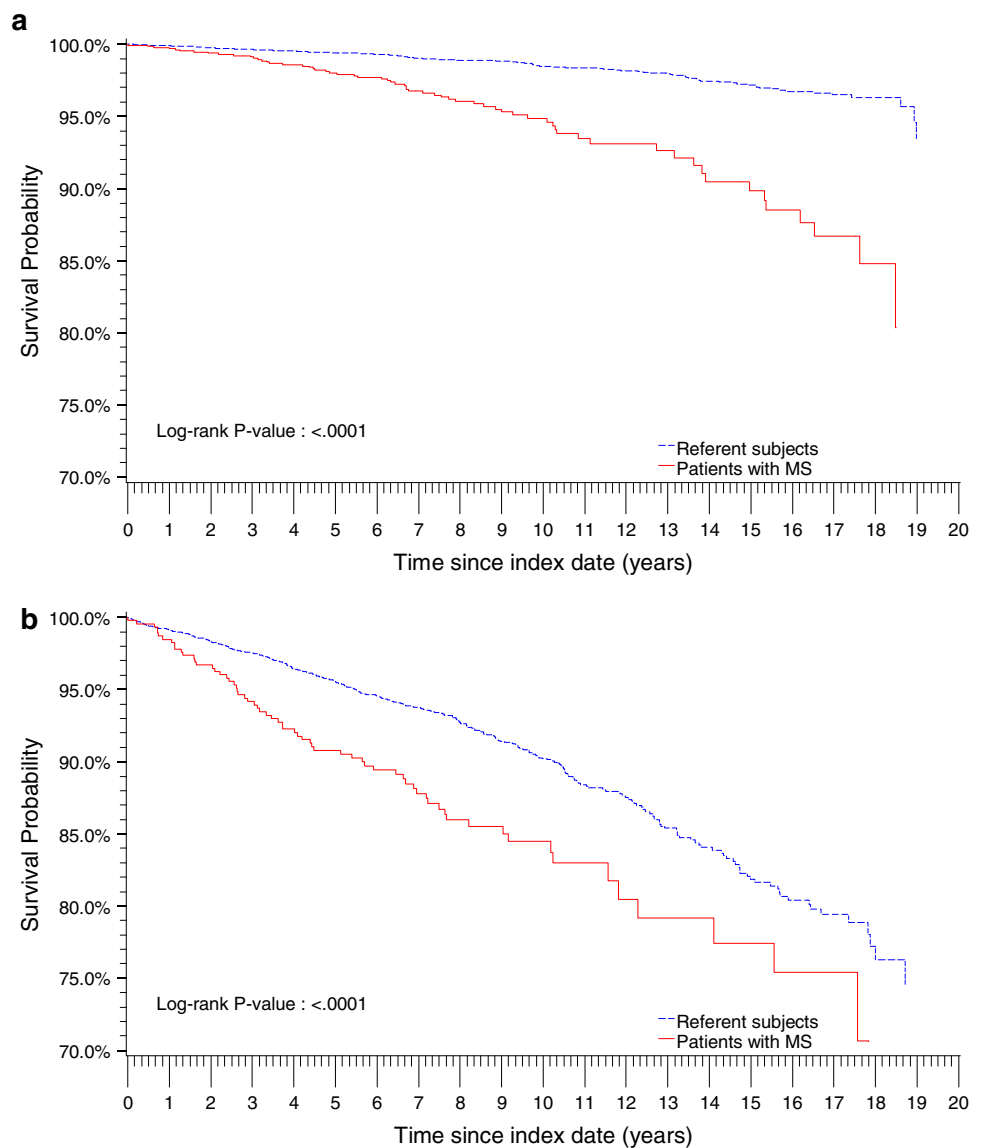 a
100.0%
95.0%
90.0%
85.0%
80.0%
75.0%
70.0%
Survival Probability
Log-rank P-value : <.0001
Referent subjects
Patients with MS
0 1 2 3 4 5 6 7 8 9 10 11 12 13 14 15 16 17 18 19 20
Time since index date (years)
b
100.0%
95.0%
90.0%
85.0%
80.0%
75.0%
70.0%
Survival Probability
Log-rank P-value : <.0001
Referent subjects
Patients with MS
0 1 2 3 4 5 6 7 8 9 10 11 12 13 14 15 16 17 18 19 20
Time since index date (years)